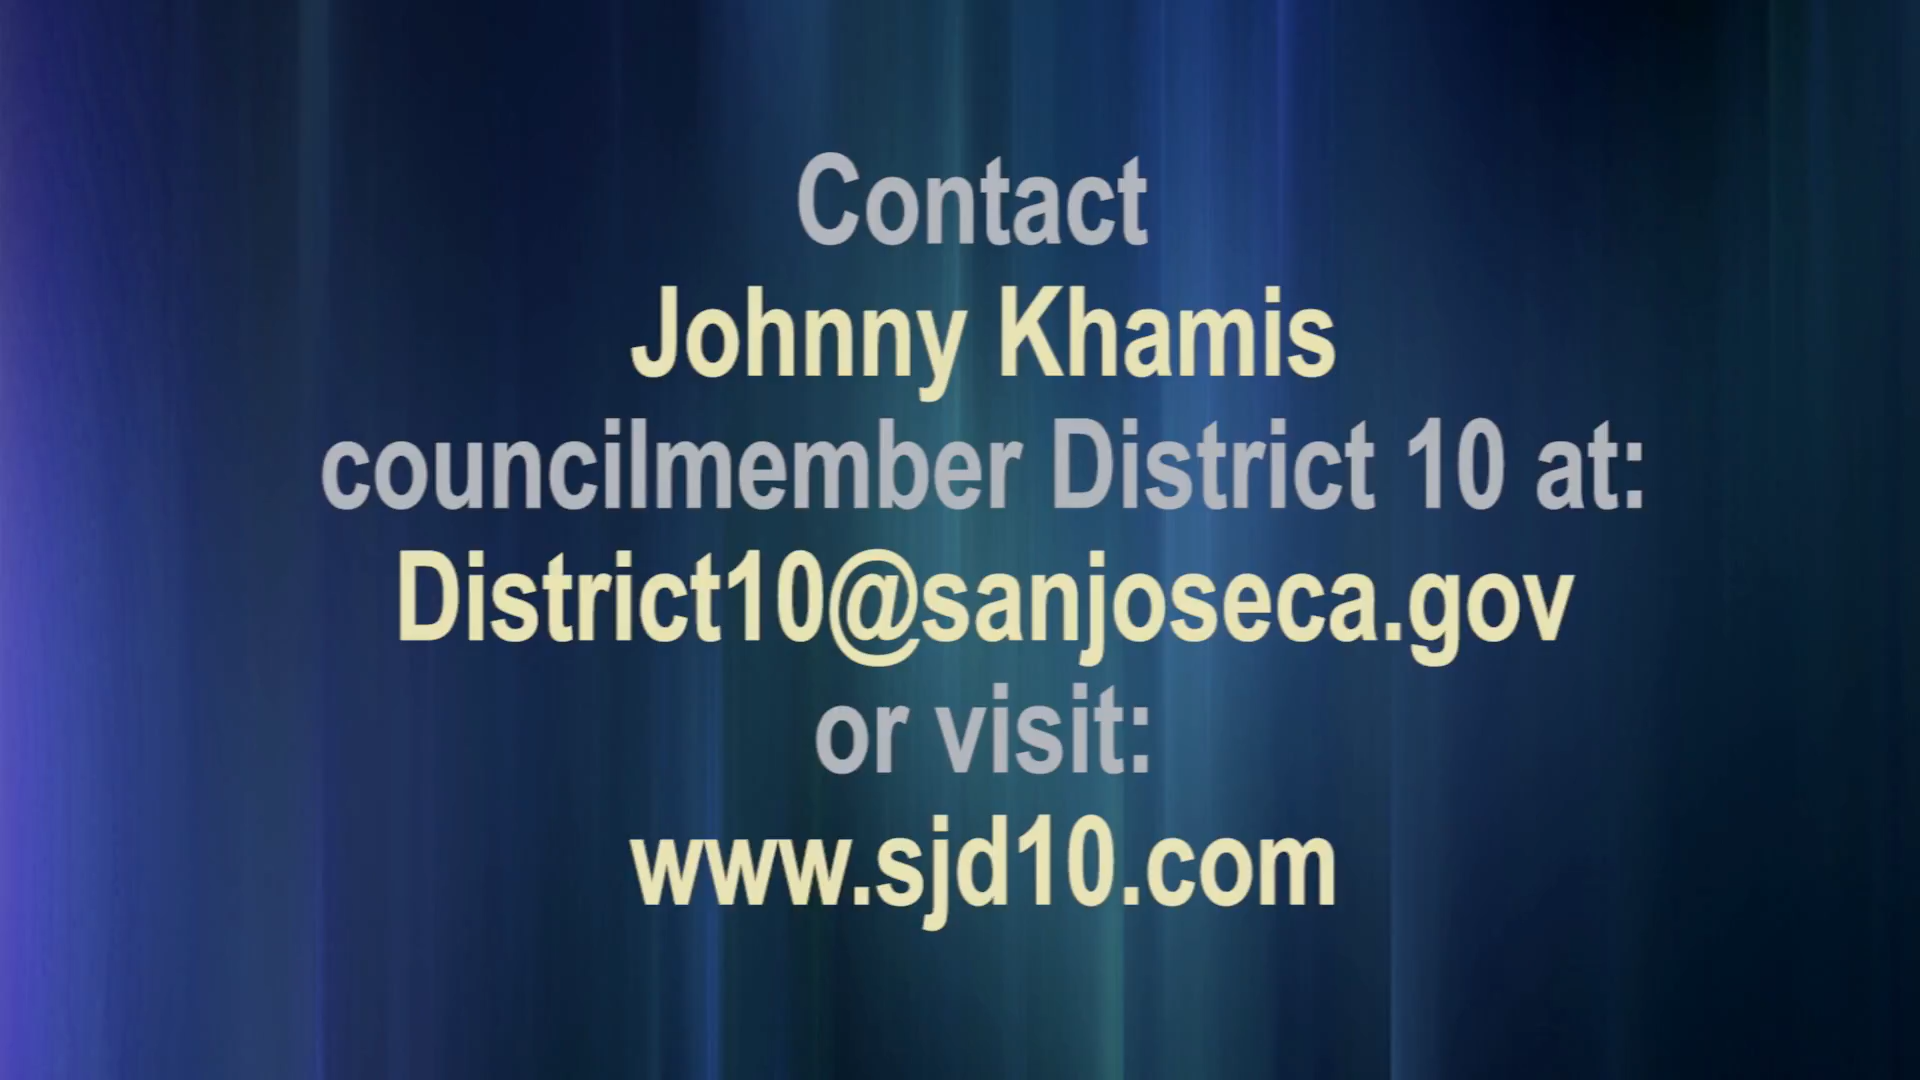 Contact
Johnny Khamis
councilmember District 10 at:
District10@sanjoseca.gov
or visit:
www.sjd10.com